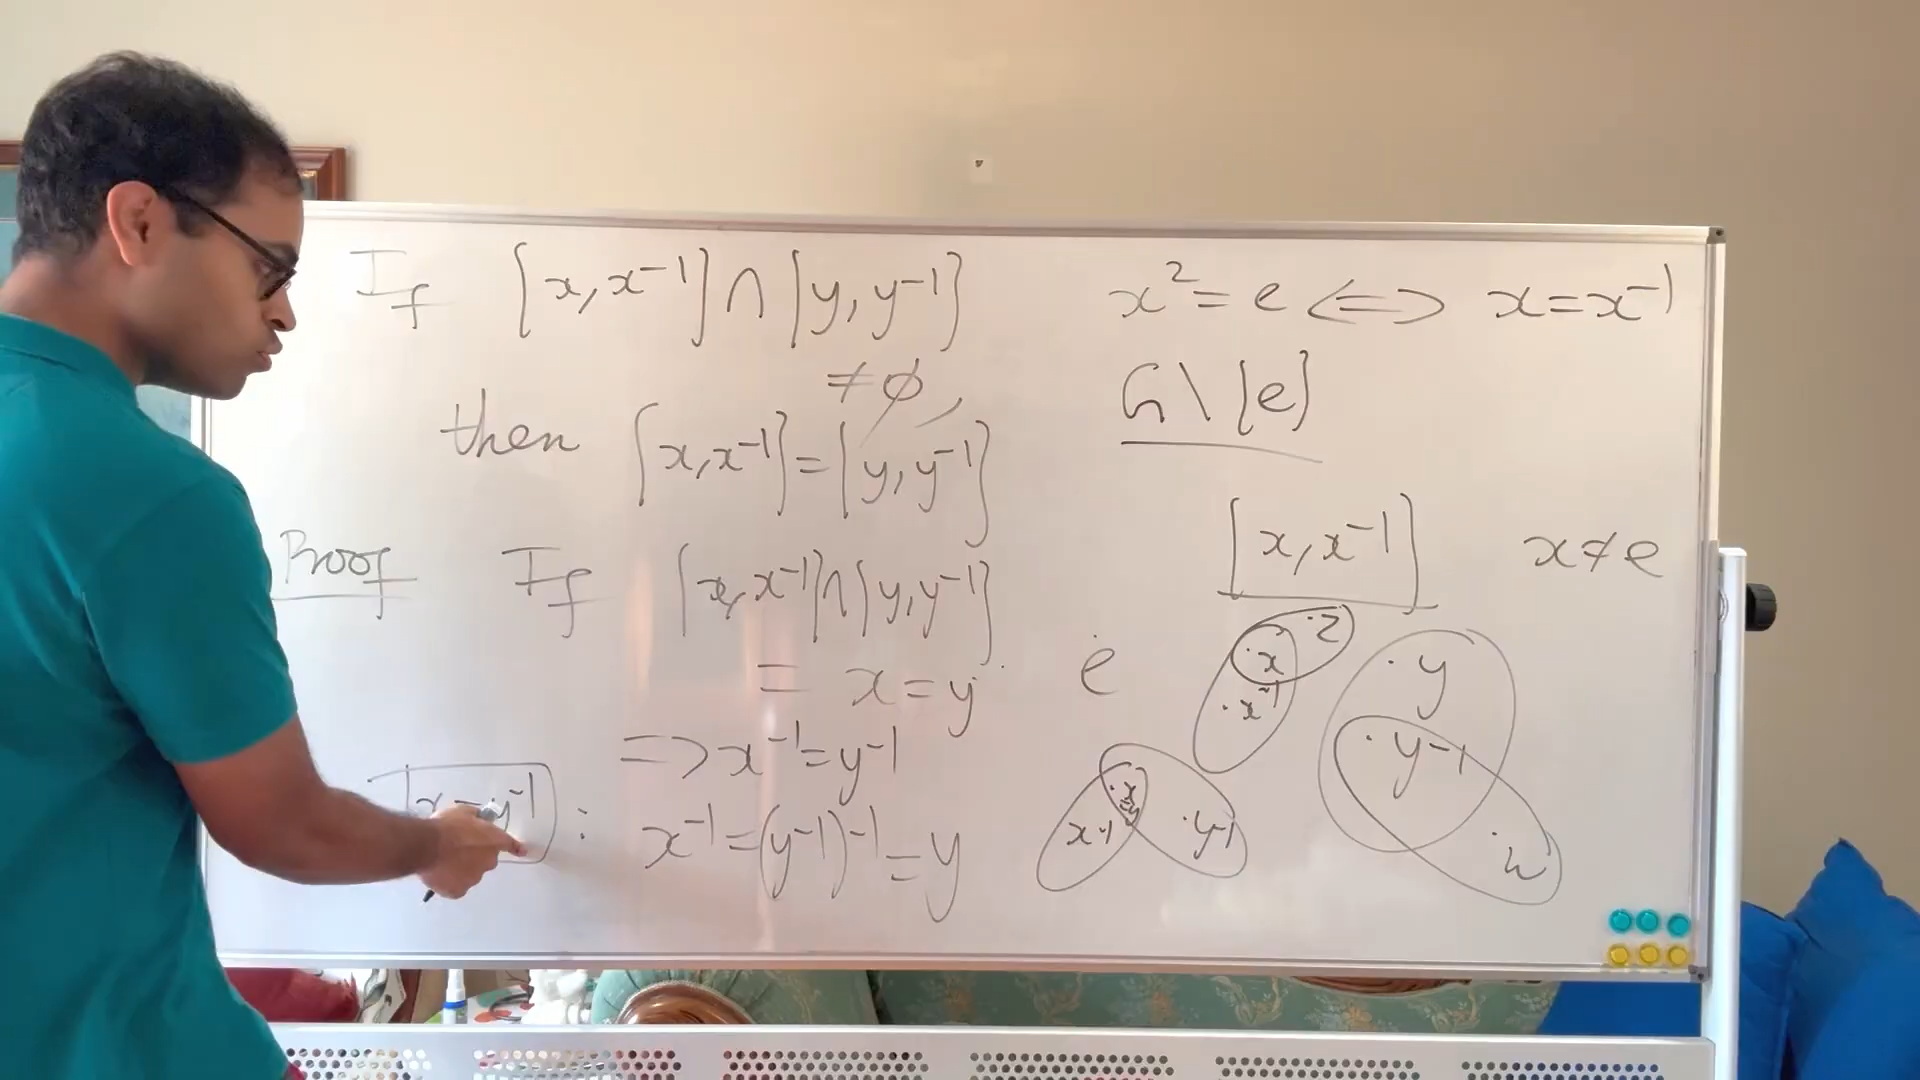 If {x, x⁻¹} ∩ {y, y⁻¹}
≠ ∅
then {x, x⁻¹} = {y, y⁻¹}
Proof If {x, x⁻¹} ∩ {y, y⁻¹}
= x = y
=> x⁻¹ = y⁻¹
x = y⁻¹ : x⁻¹ = (y⁻¹)⁻¹ = y
x² = e <=> x = x⁻¹
G \ {e}
{x, x⁻¹} x ≠ e
e
x z
x⁻¹
y
y⁻¹
x⁻¹ y⁻¹